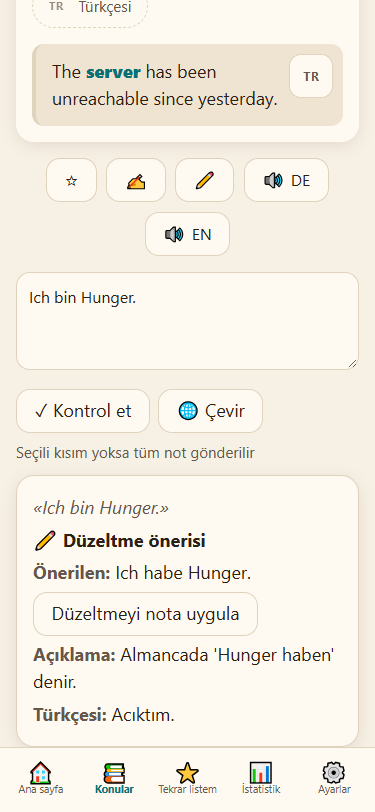 TR Türkçesi
The server has been
unreachable since yesterday.
TR
DE
EN
Ich bin Hunger.
✓ Kontrol et
Çevir
Seçili kısım yoksa tüm not gönderilir
«Ich bin Hunger.»
Düzeltme önerisi
Önerilen: Ich habe Hunger.
Düzeltmeyi nota uygula
Açıklama: Almancada 'Hunger haben'
denir.
Türkçesi: Acıktım.
Ana sayfa
Konular
Tekrar listem
İstatistik
Ayarlar